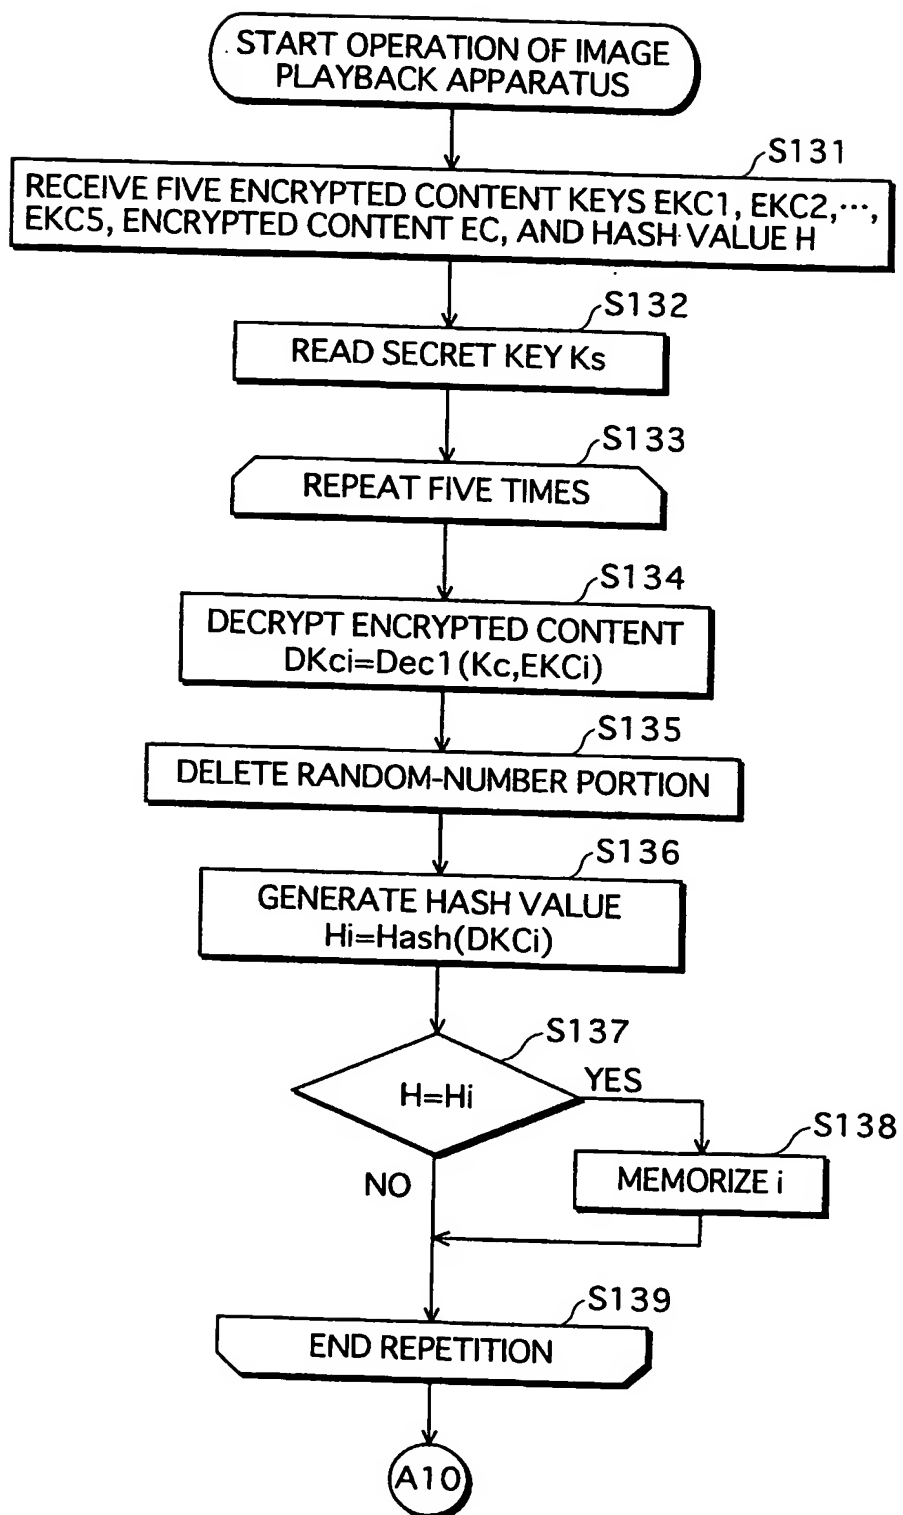 START OPERATION OF IMAGE
PLAYBACK APPARATUS
S131
RECEIVE FIVE ENCRYPTED CONTENT KEYS EKC1, EKC2,···,
EKC5, ENCRYPTED CONTENT EC, AND HASH VALUE H
S132
READ SECRET KEY Ks
S133
REPEAT FIVE TIMES
S134
DECRYPT ENCRYPTED CONTENT
DKci=Dec1(Kc,EKCi)
S135
DELETE RANDOM-NUMBER PORTION
S136
GENERATE HASH VALUE
Hi=Hash(DKCi)
S137
H=Hi
YES
S138
MEMORIZE i
NO
S139
END REPETITION
A10